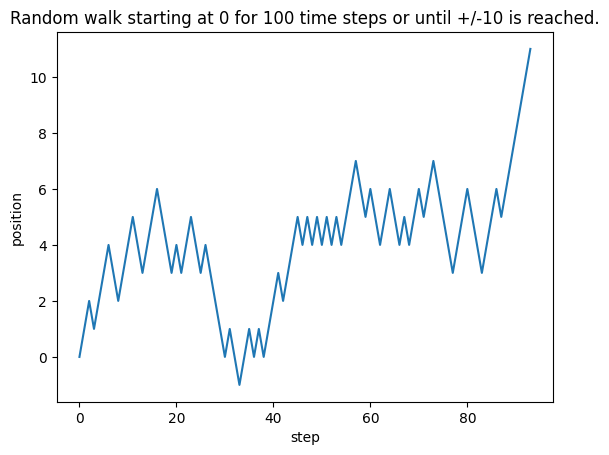 Random walk starting at 0 for 100 time steps or until +/-10 is reached.
10
8
6
4
2
0
position
0 20 40 60 80
step